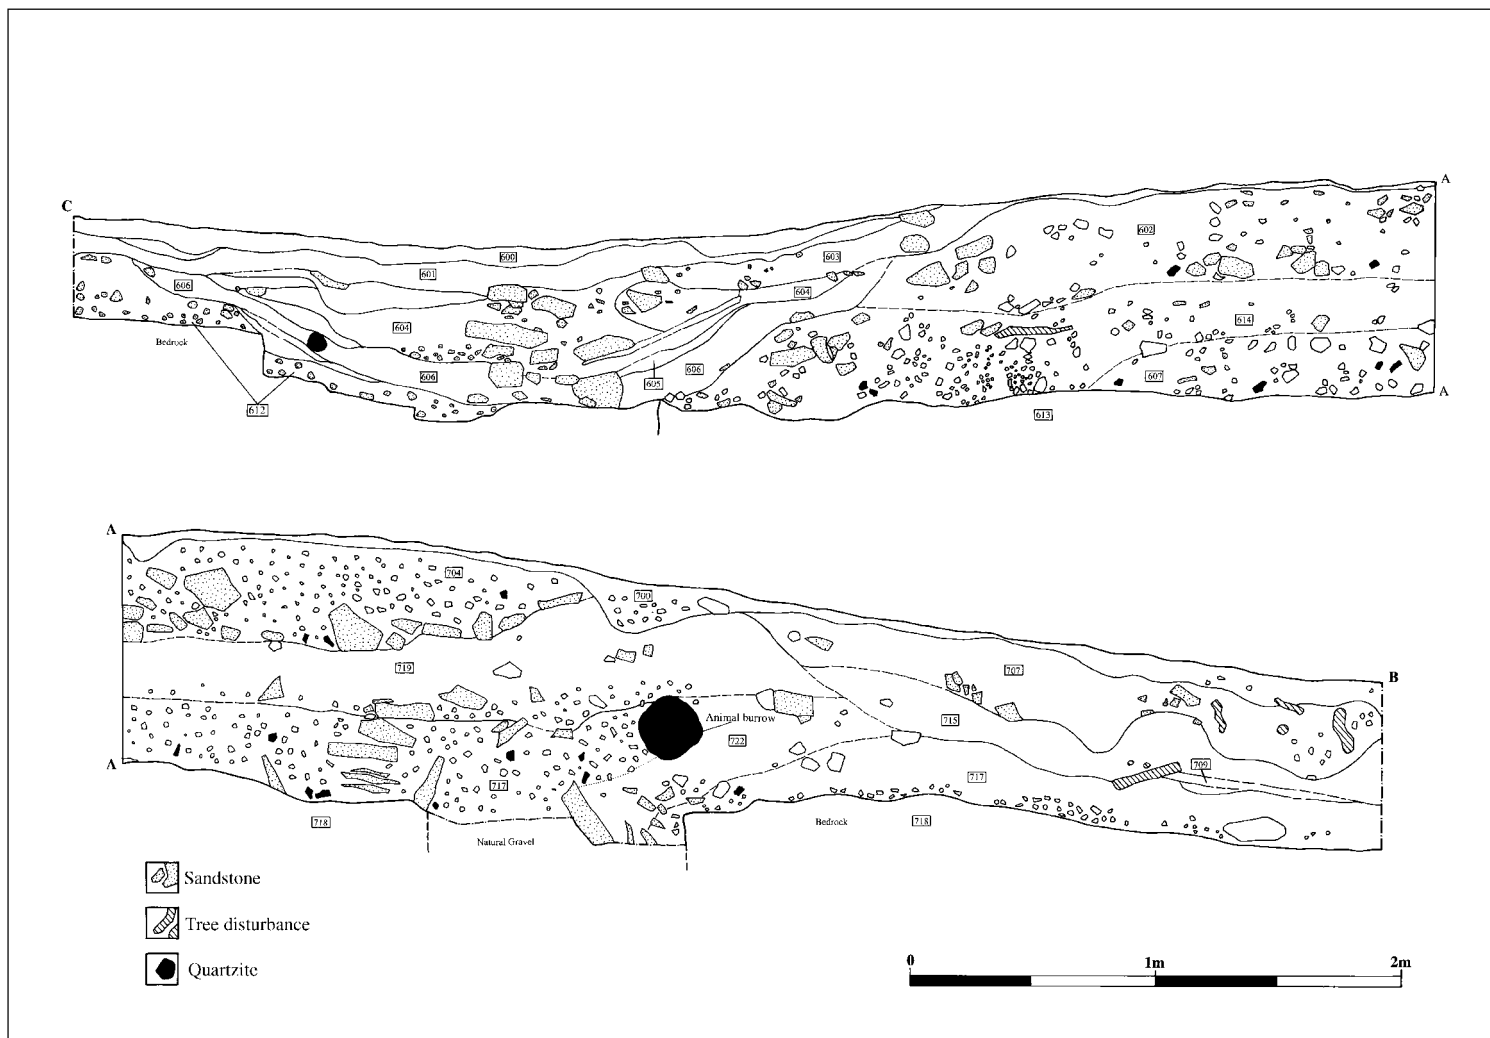 C
A
600
601
603
602
606
604
604
614
Bedrock
606
605
606
607
612
613
A
A
704
700
719
707
B
715
Animal burrow
722
A
717
717
709
718
Natural Gravel
Bedrock
718
Sandstone
Tree disturbance
Quartzite
0 1m 2m